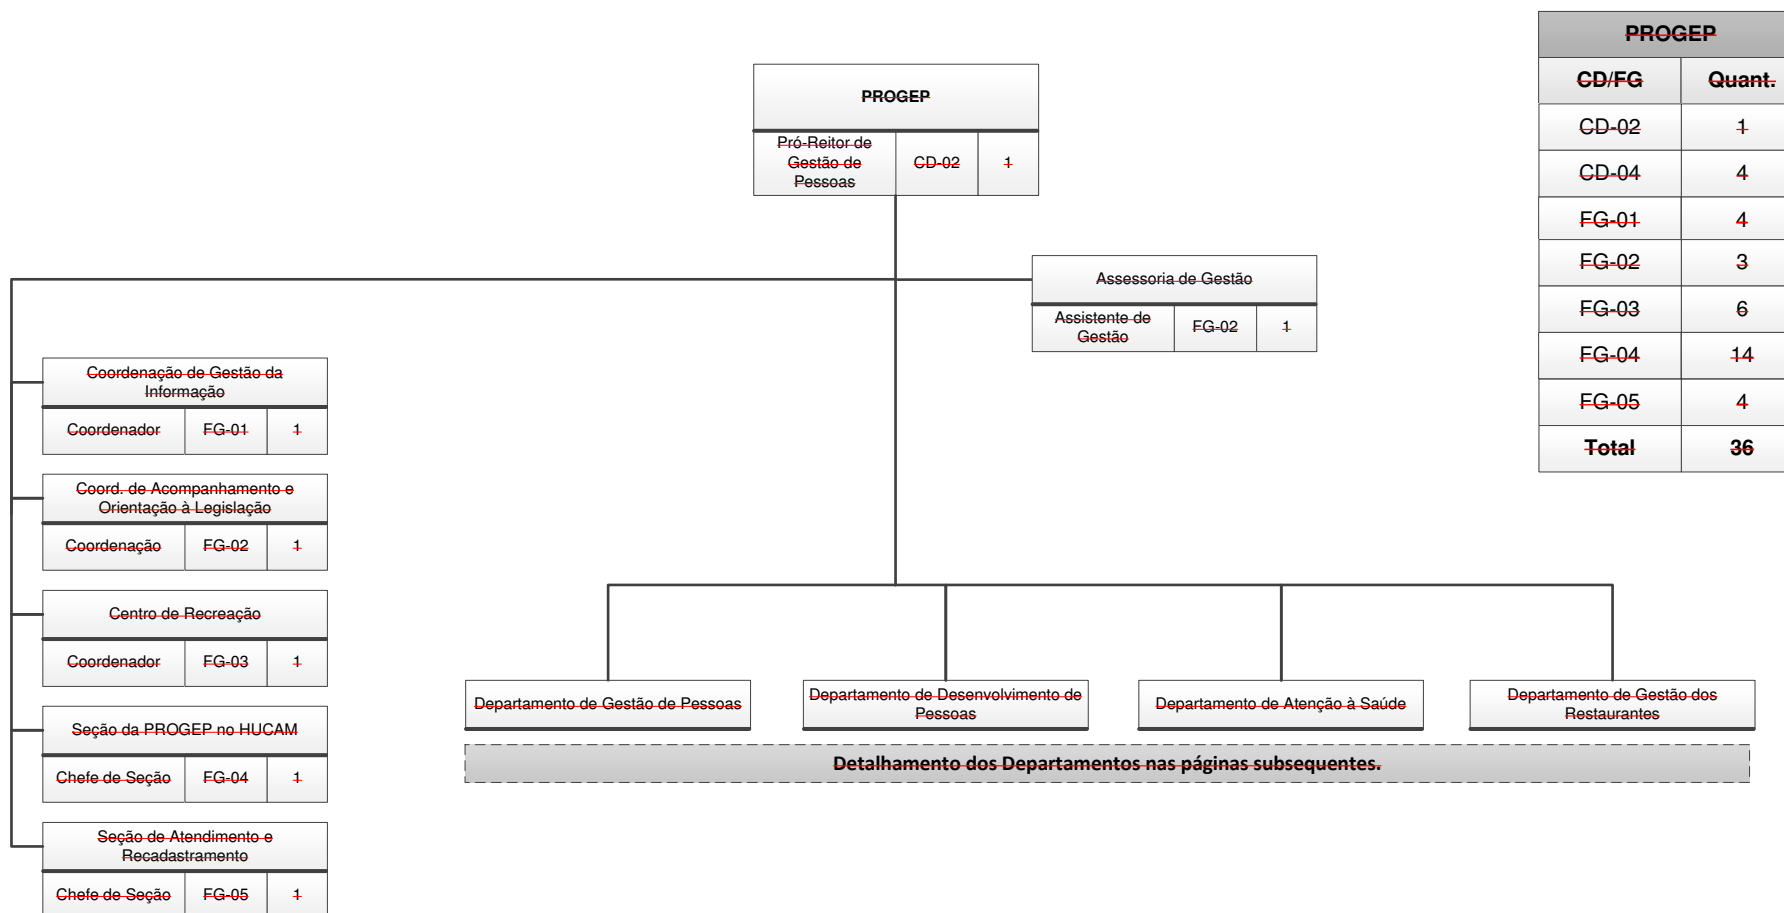 PROGEP
CD/FG Quant.
CD-02 1
CD-04 4
FG-01 4
FG-02 3
FG-03 6
FG-04 14
FG-05 4
Total 36
PROGEP
Pró-Reitor de
Gestão de
Pessoas
CD-02
1
Assessoria de Gestão
Assistente de
Gestão
FG-02
1
Coordenação de Gestão da
Informação
Coordenador FG-01 1
Coord. de Acompanhamento e
Orientação à Legislação
Coordenação FG-02 1
Centro de Recreação
Coordenador FG-03 1
Seção da PROGEP no HUCAM
Chefe de Seção FG-04 1
Seção de Atendimento e
Recadastramento
Chefe de Seção FG-05 1
Departamento de Gestão de Pessoas
Departamento de Desenvolvimento de
Pessoas
Departamento de Atenção à Saúde
Departamento de Gestão dos
Restaurantes
Detalhamento dos Departamentos nas páginas subsequentes.